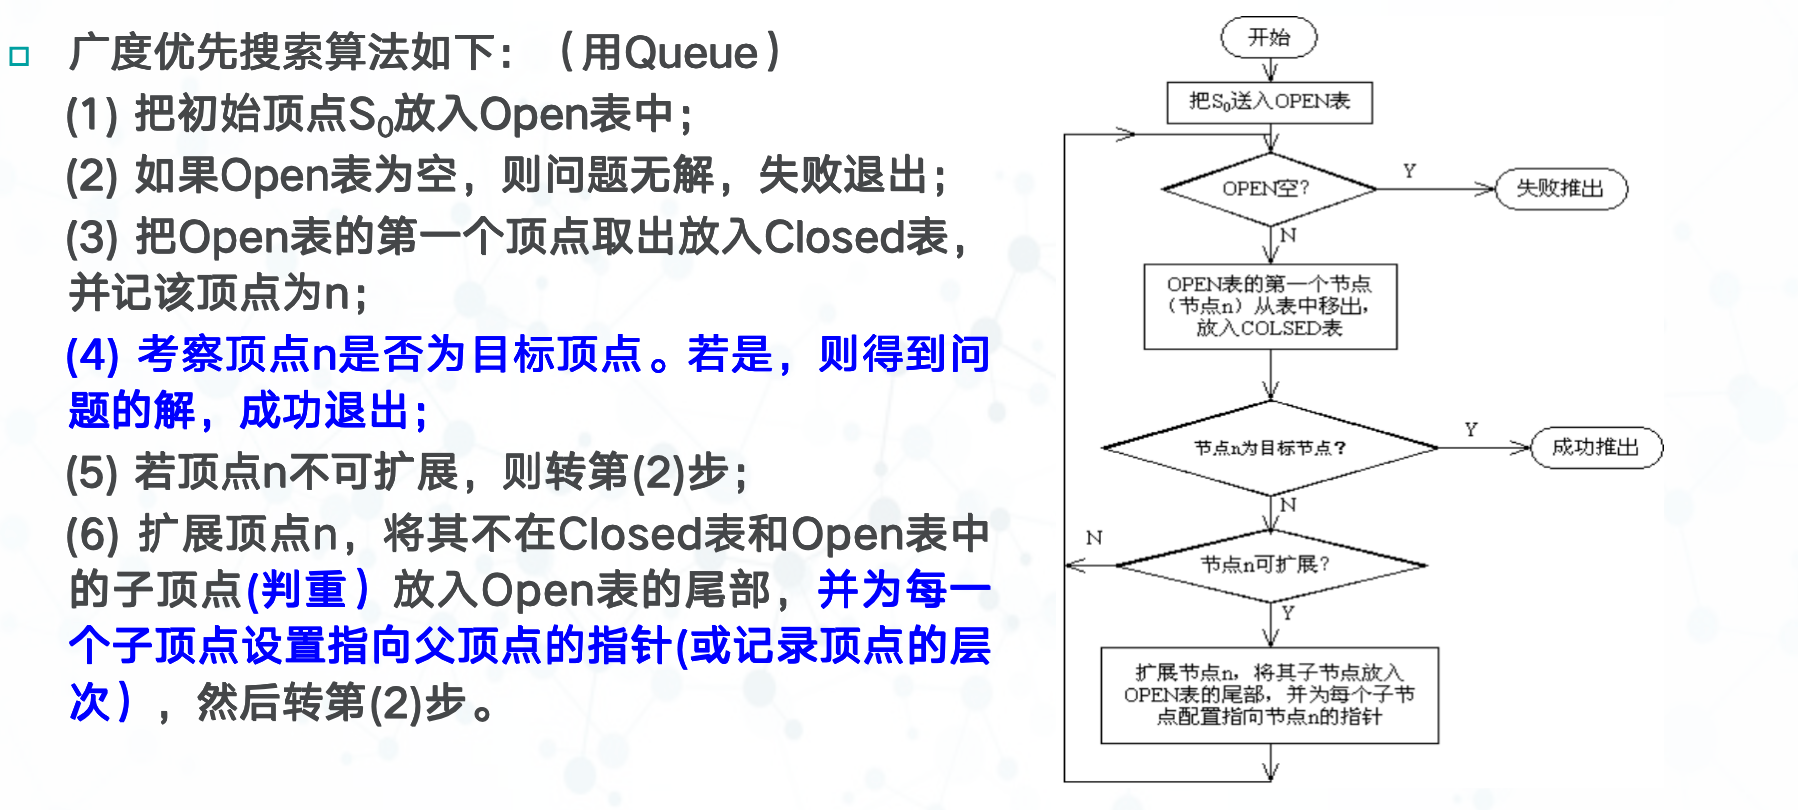 广度优先搜索算法如下：（用Queue）
(1) 把初始顶点S₀放入Open表中；
(2) 如果Open表为空，则问题无解，失败退出；
(3) 把Open表的第一个顶点取出放入Closed表，
并记该顶点为n；
(4) 考察顶点n是否为目标顶点。若是，则得到问
题的解，成功退出；
(5) 若顶点n不可扩展，则转第(2)步；
(6) 扩展顶点n，将其不在Closed表和Open表中
的子顶点(判重）放入Open表的尾部，并为每一
个子顶点设置指向父顶点的指针(或记录顶点的层
次），然后转第(2)步。
开始
把S₀送入OPEN表
OPEN空?
Y
失败推出
N
OPEN表的第一个节点
（节点n）从表中移出，
放入COLSED表
节点n为目标节点？
Y
成功推出
N
节点n可扩展?
N
Y
扩展节点n，将其子节点放入
OPEN表的尾部，并为每个子节
点配置指向节点n的指针